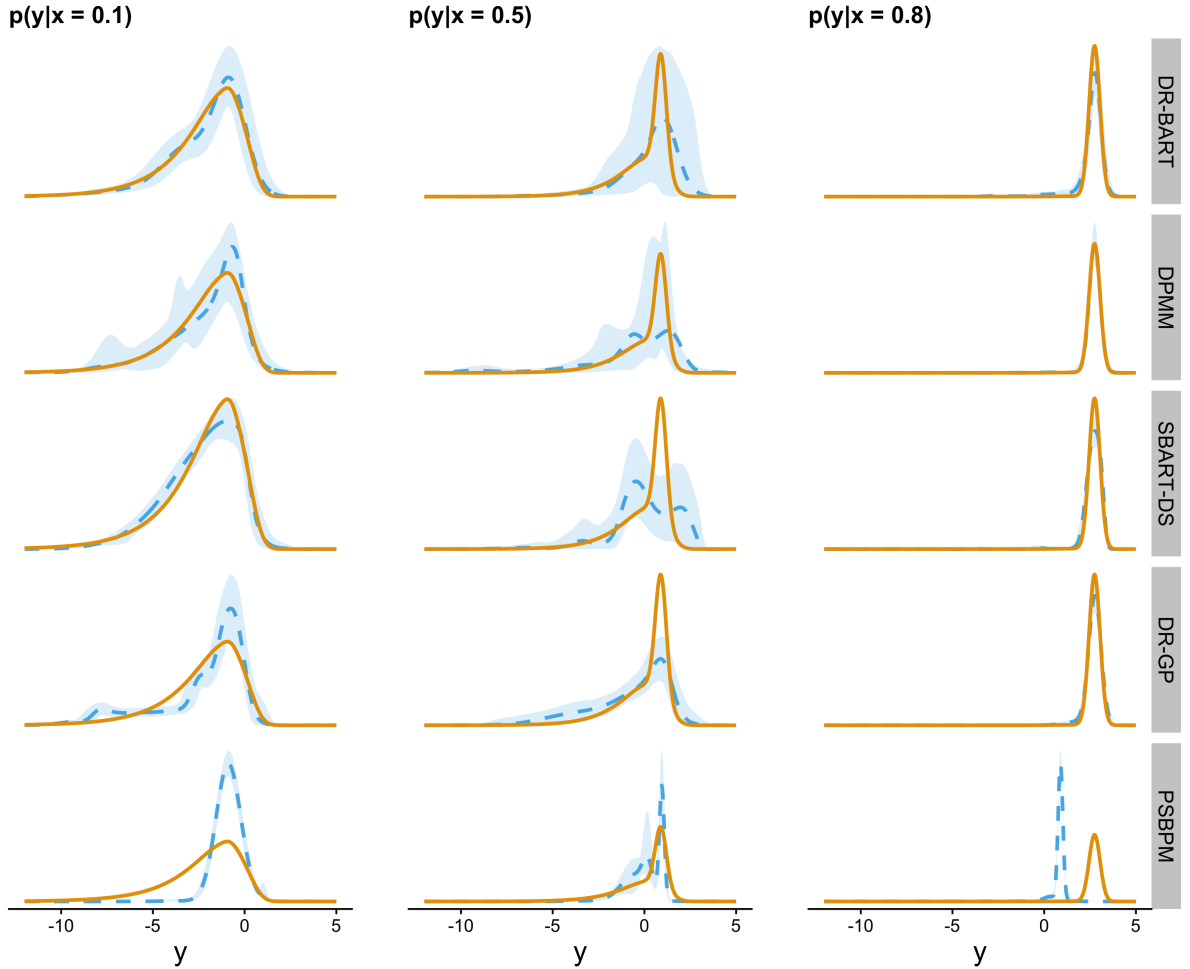 p(y|x = 0.1) p(y|x = 0.5) p(y|x = 0.8)
DR-BART
DPMM
SBART-DS
DR-GP
PSBPM
-10 -5 0 5 -10 -5 0 5 -10 -5 0 5
y y y